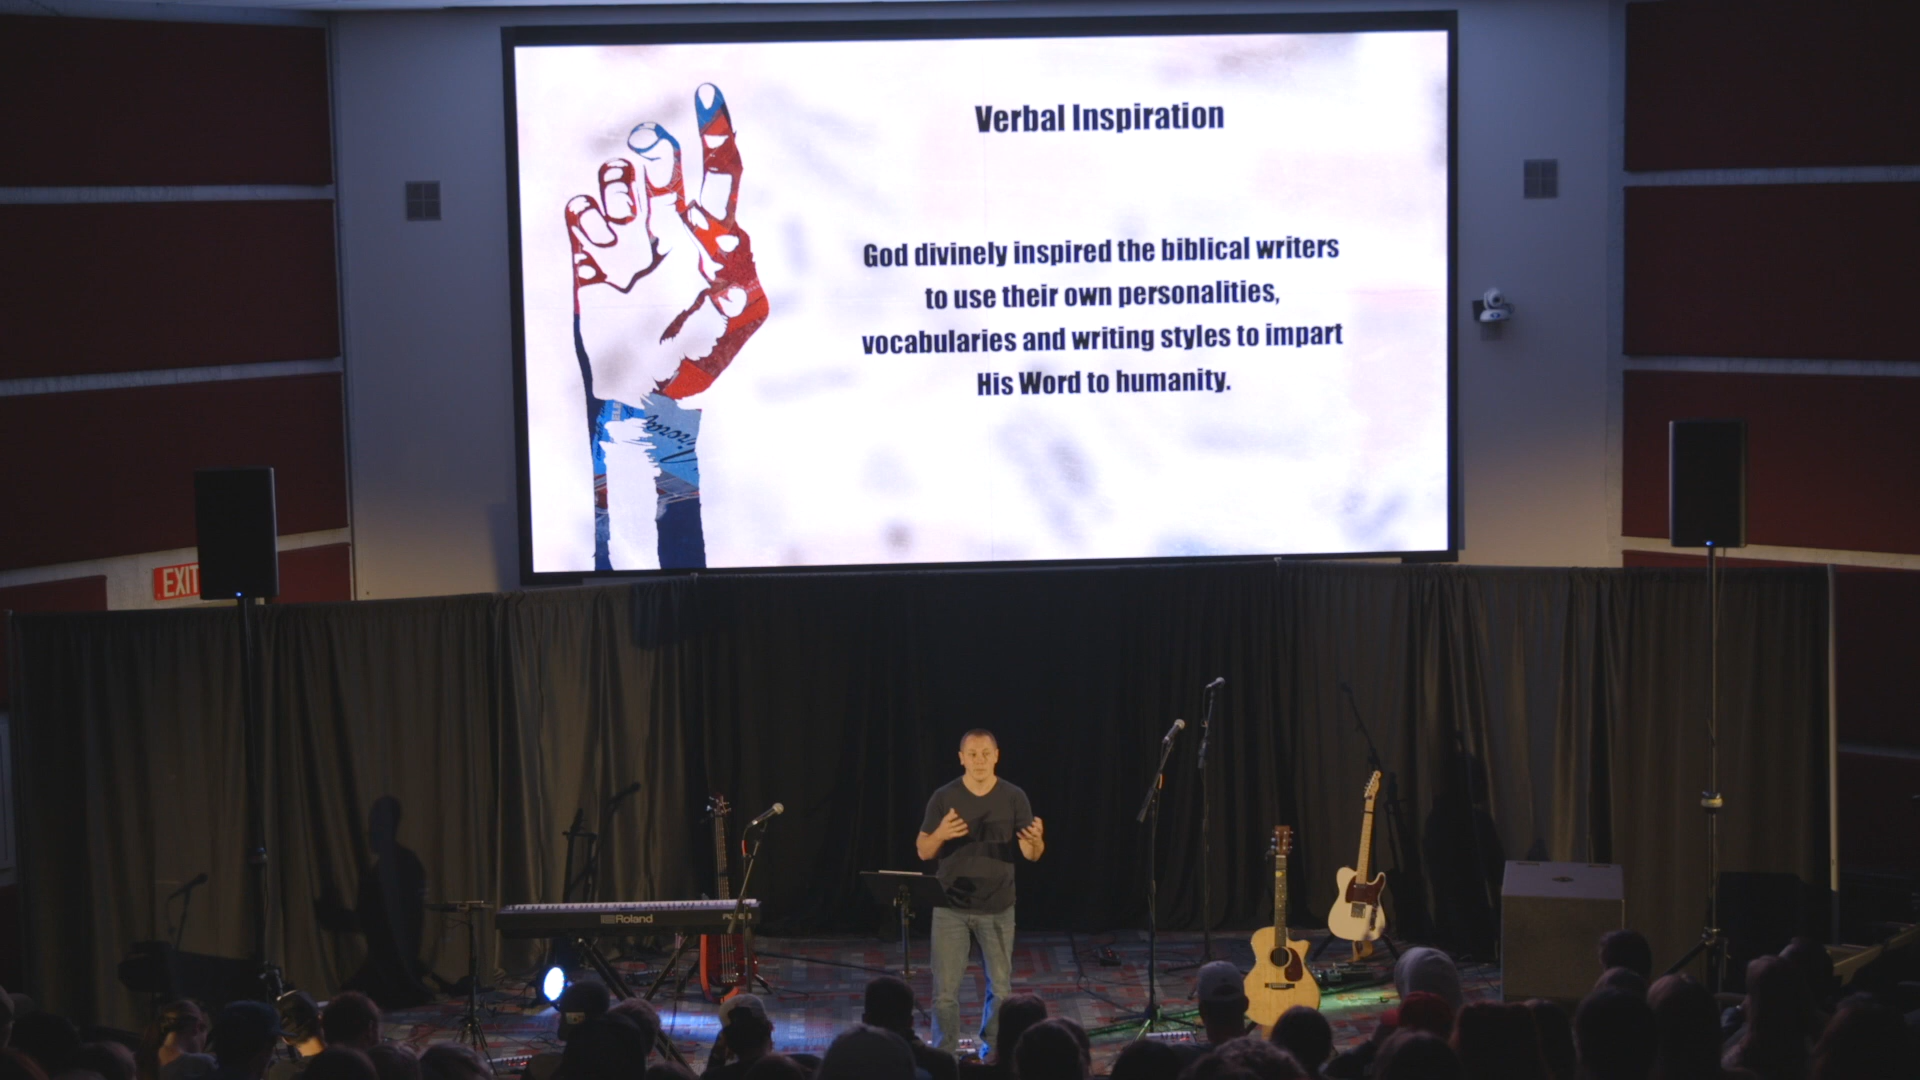 Verbal Inspiration
God divinely inspired the biblical writers
to use their own personalities,
vocabularies and writing styles to impart
His Word to humanity.
EXIT
Roland